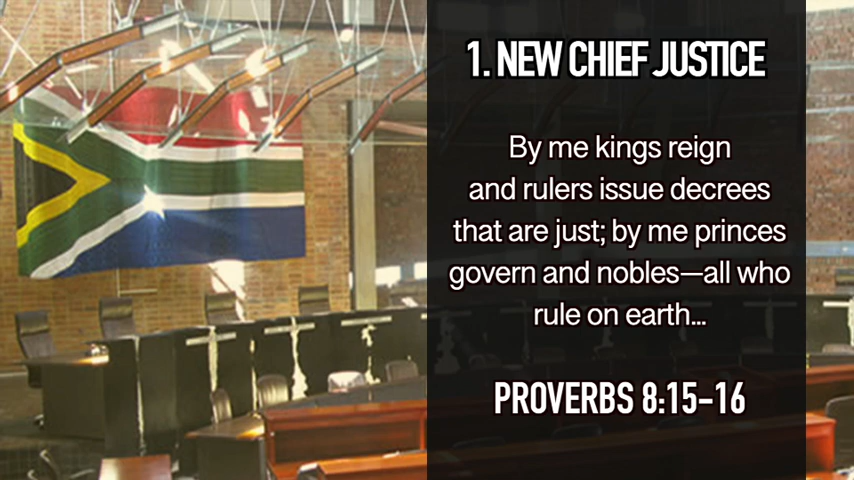 1. NEW CHIEF JUSTICE
By me kings reign
and rulers issue decrees
that are just; by me princes
govern and nobles—all who
rule on earth...
PROVERBS 8:15-16